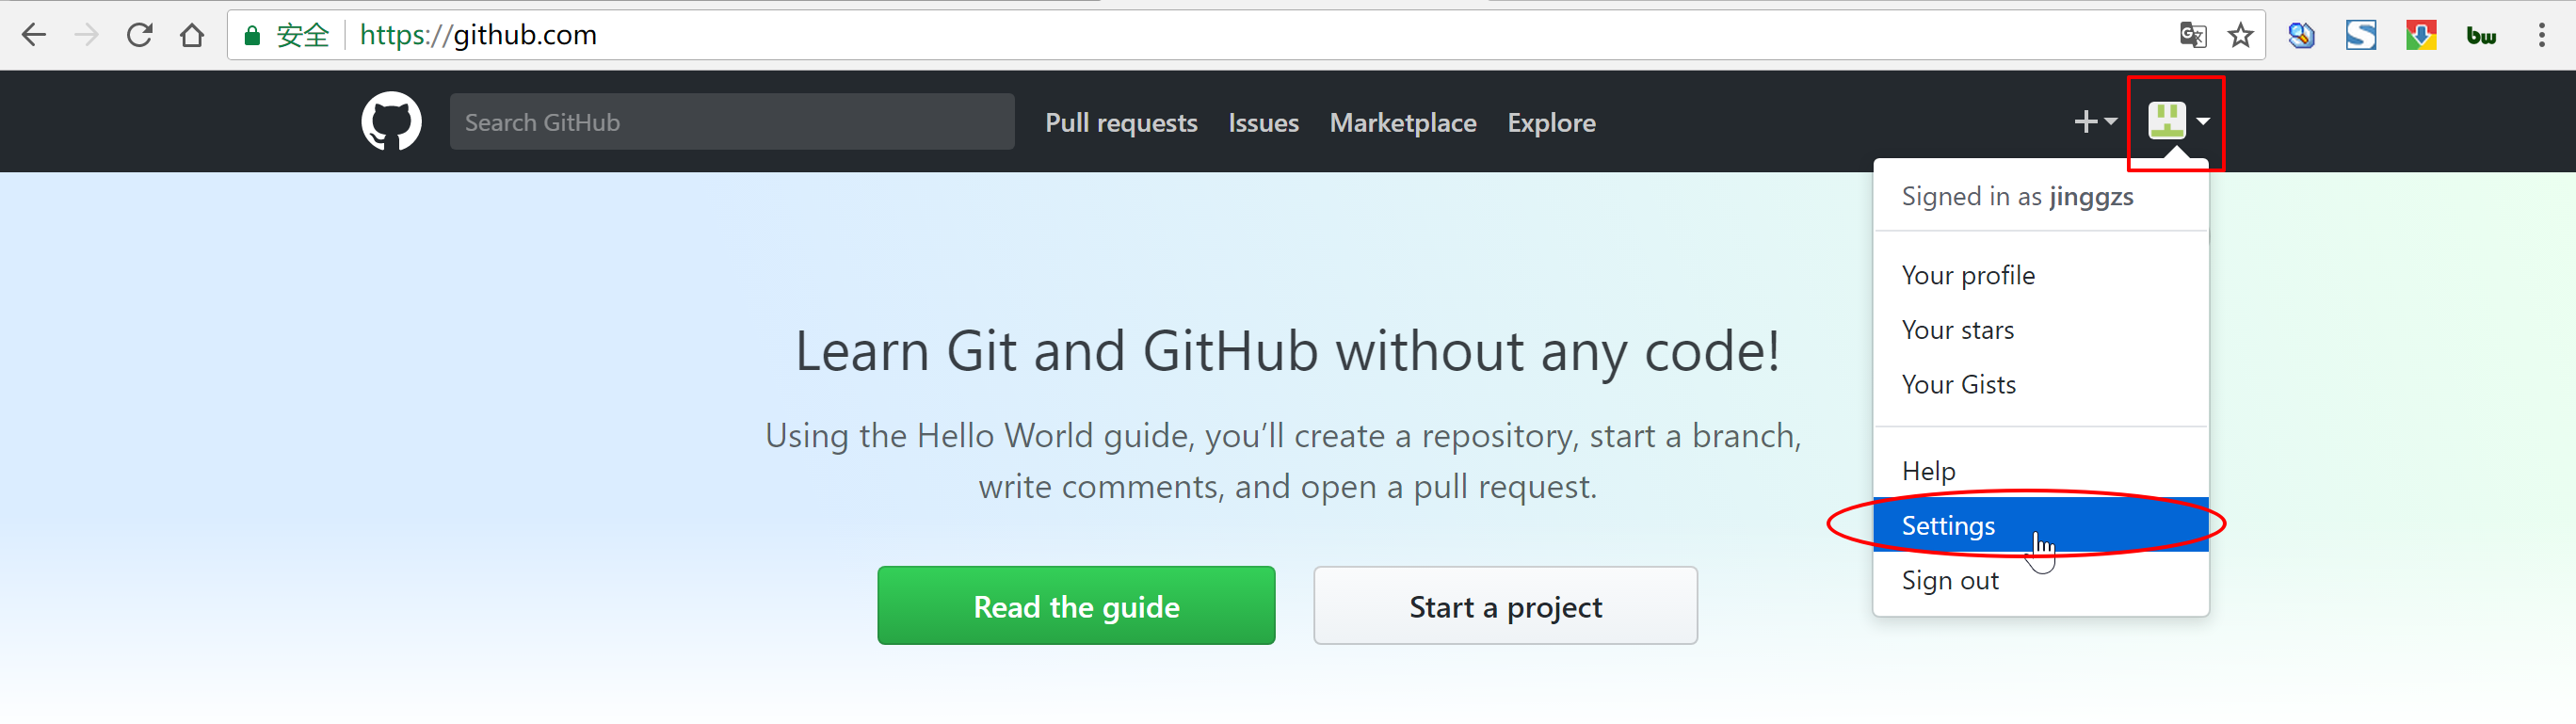 安全 https://github.com
Search GitHub Pull requests Issues Marketplace Explore
Signed in as jinggzs
Your profile
Your stars
Your Gists
Help
Settings
Sign out
Learn Git and GitHub without any code!
Using the Hello World guide, you’ll create a repository, start a branch,
write comments, and open a pull request.
Read the guide
Start a project
bw